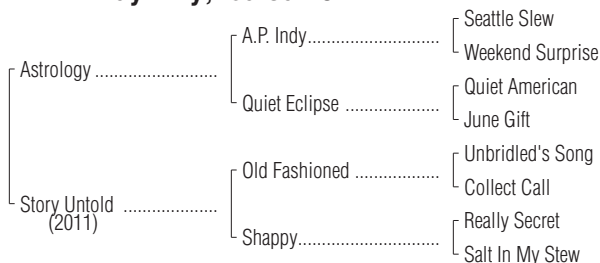 Seattle Slew
A.P. Indy..................................
Weekend Surprise
Astrology ...............................
Quiet American
Quiet Eclipse ........................
June Gift
Unbridled's Song
Old Fashioned .....................
Collect Call
Story Untold ........................
(2011)
Really Secret
Shappy....................................
Salt In My Stew